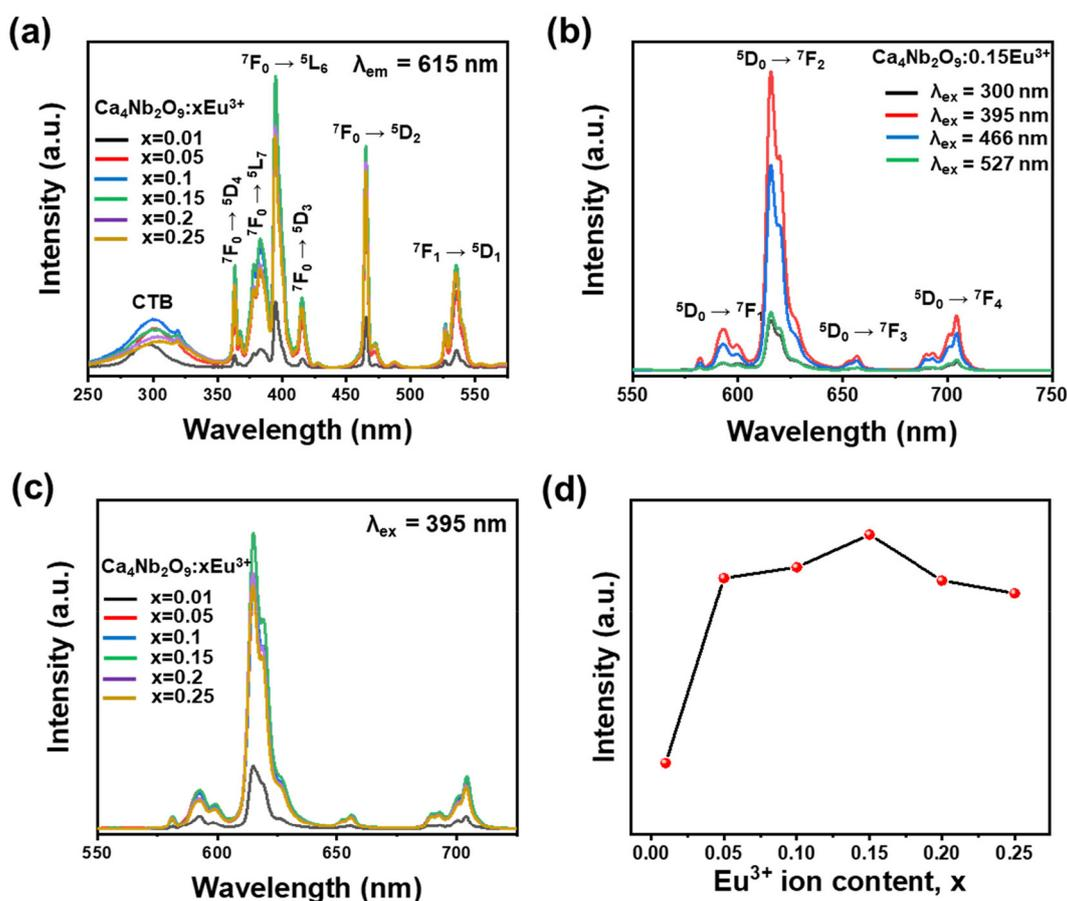 (a)
⁷F₀ → ⁵L₆
λₑₘ = 615 nm
Ca₄Nb₂O₉:xEu³⁺
x=0.01
x=0.05
x=0.1
x=0.15
x=0.2
x=0.25
⁷F₀ → ⁵D₄
⁷F₀ → ⁵L₇
⁷F₀ → ⁵D₃
⁷F₀ → ⁵D₂
⁷F₁ → ⁵D₁
CTB
Intensity (a.u.)
250 300 350 400 450 500 550
Wavelength (nm)
(b)
⁵D₀ → ⁷F₂
Ca₄Nb₂O₉:0.15Eu³⁺
λₑₓ = 300 nm
λₑₓ = 395 nm
λₑₓ = 466 nm
λₑₓ = 527 nm
⁵D₀ → ⁷F₁
⁵D₀ → ⁷F₃
⁵D₀ → ⁷F₄
Intensity (a.u.)
550 600 650 700 750
Wavelength (nm)
(c)
λₑₓ = 395 nm
Ca₄Nb₂O₉:xEu³⁺
x=0.01
x=0.05
x=0.1
x=0.15
x=0.2
x=0.25
Intensity (a.u.)
550 600 650 700
Wavelength (nm)
(d)
Intensity (a.u.)
0.00 0.05 0.10 0.15 0.20 0.25
Eu³⁺ ion content, x